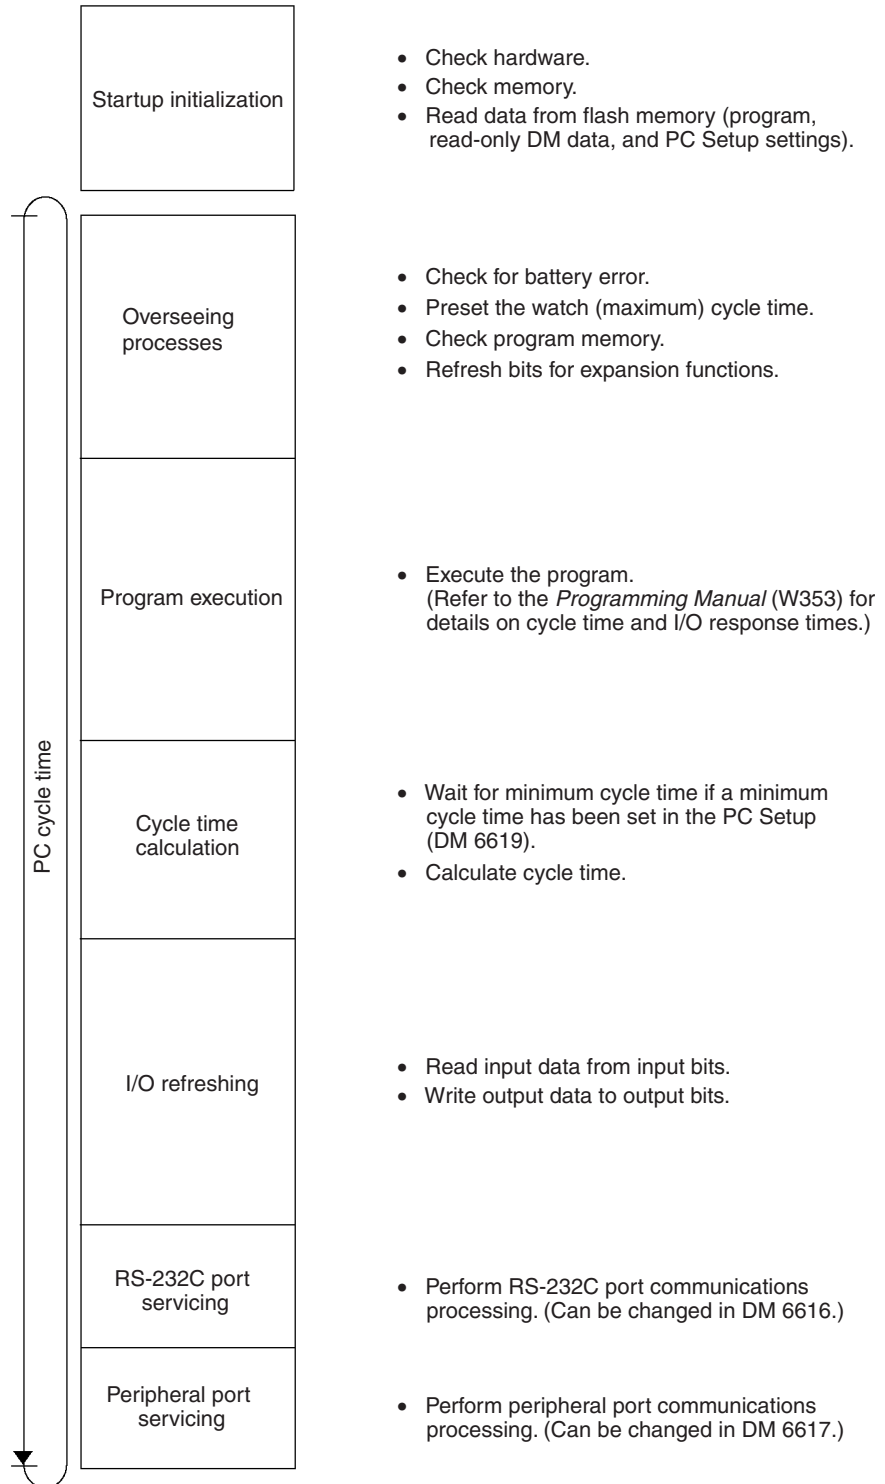 Startup initialization
• Check hardware.
• Check memory.
• Read data from flash memory (program,
read-only DM data, and PC Setup settings).
PC cycle time
Overseeing
processes
• Check for battery error.
• Preset the watch (maximum) cycle time.
• Check program memory.
• Refresh bits for expansion functions.
Program execution
• Execute the program.
(Refer to the Programming Manual (W353) for
details on cycle time and I/O response times.)
Cycle time
calculation
• Wait for minimum cycle time if a minimum
cycle time has been set in the PC Setup
(DM 6619).
• Calculate cycle time.
I/O refreshing
• Read input data from input bits.
• Write output data to output bits.
RS-232C port
servicing
• Perform RS-232C port communications
processing. (Can be changed in DM 6616.)
Peripheral port
servicing
• Perform peripheral port communications
processing. (Can be changed in DM 6617.)